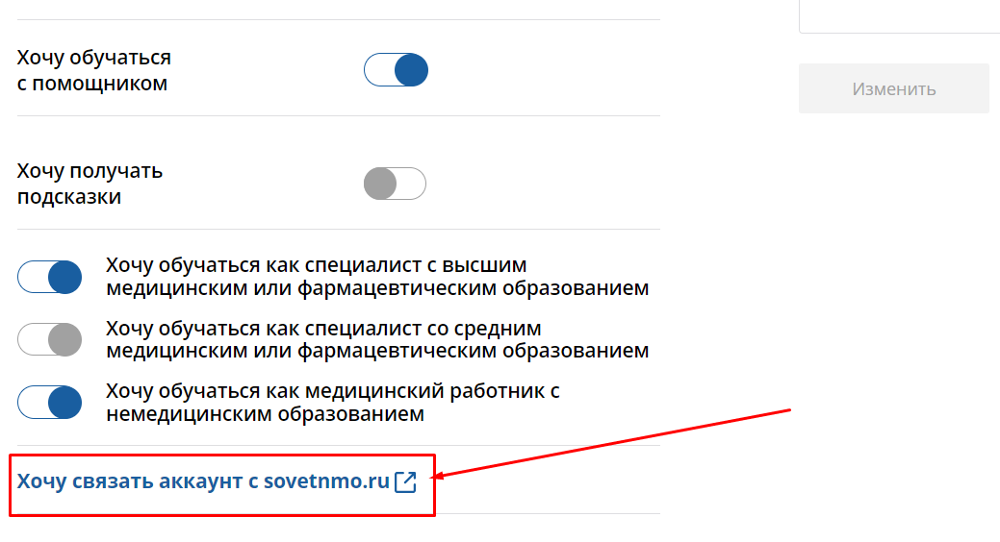 Хочу обучаться
с помощником
Изменить
Хочу получать
подсказки
Хочу обучаться как специалист с высшим
медицинским или фармацевтическим образованием
Хочу обучаться как специалист со средним
медицинским или фармацевтическим образованием
Хочу обучаться как медицинский работник с
немедицинским образованием
Хочу связать аккаунт с sovetnmo.ru